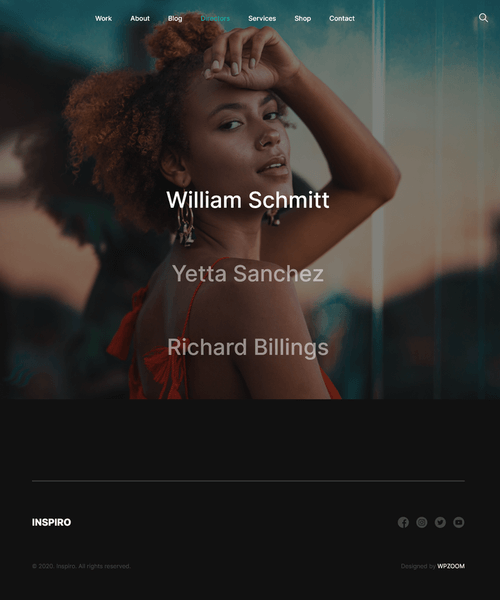 Work About Blog Directors Services Shop Contact
William Schmitt
Yetta Sanchez
Richard Billings
INSPIRO
© 2020, Inspiro. All rights reserved.
Designed by WPZOOM